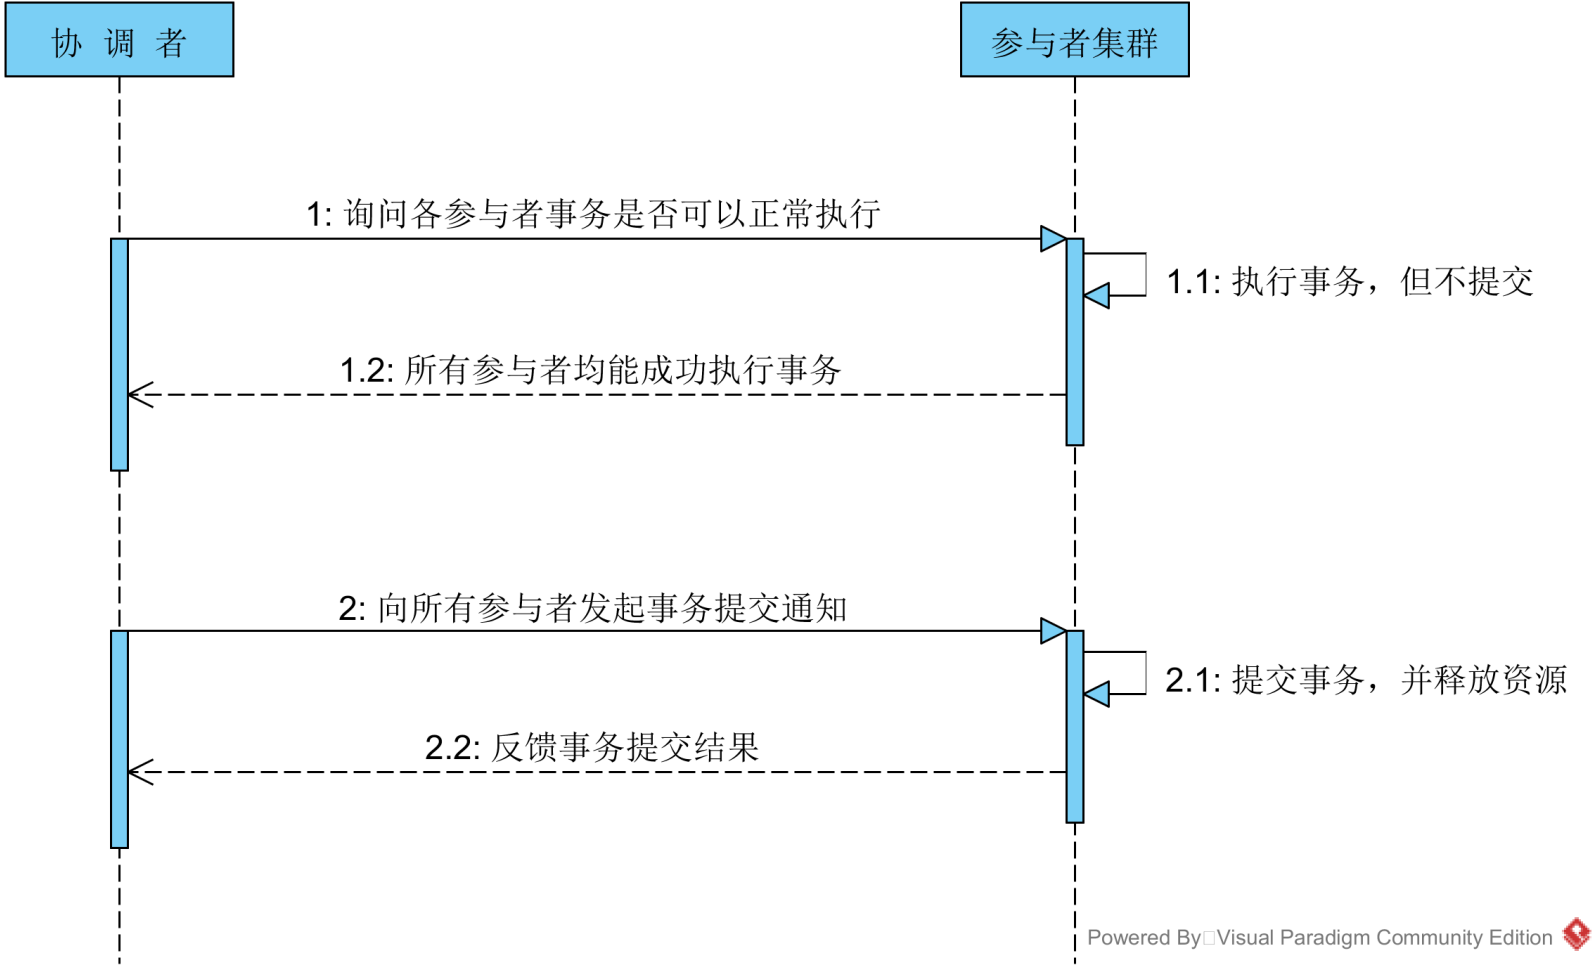 协 调 者
参与者集群
1: 询问各参与者事务是否可以正常执行
1.1: 执行事务，但不提交
1.2: 所有参与者均能成功执行事务
2: 向所有参与者发起事务提交通知
2.1: 提交事务，并释放资源
2.2: 反馈事务提交结果
Powered By Visual Paradigm Community Edition